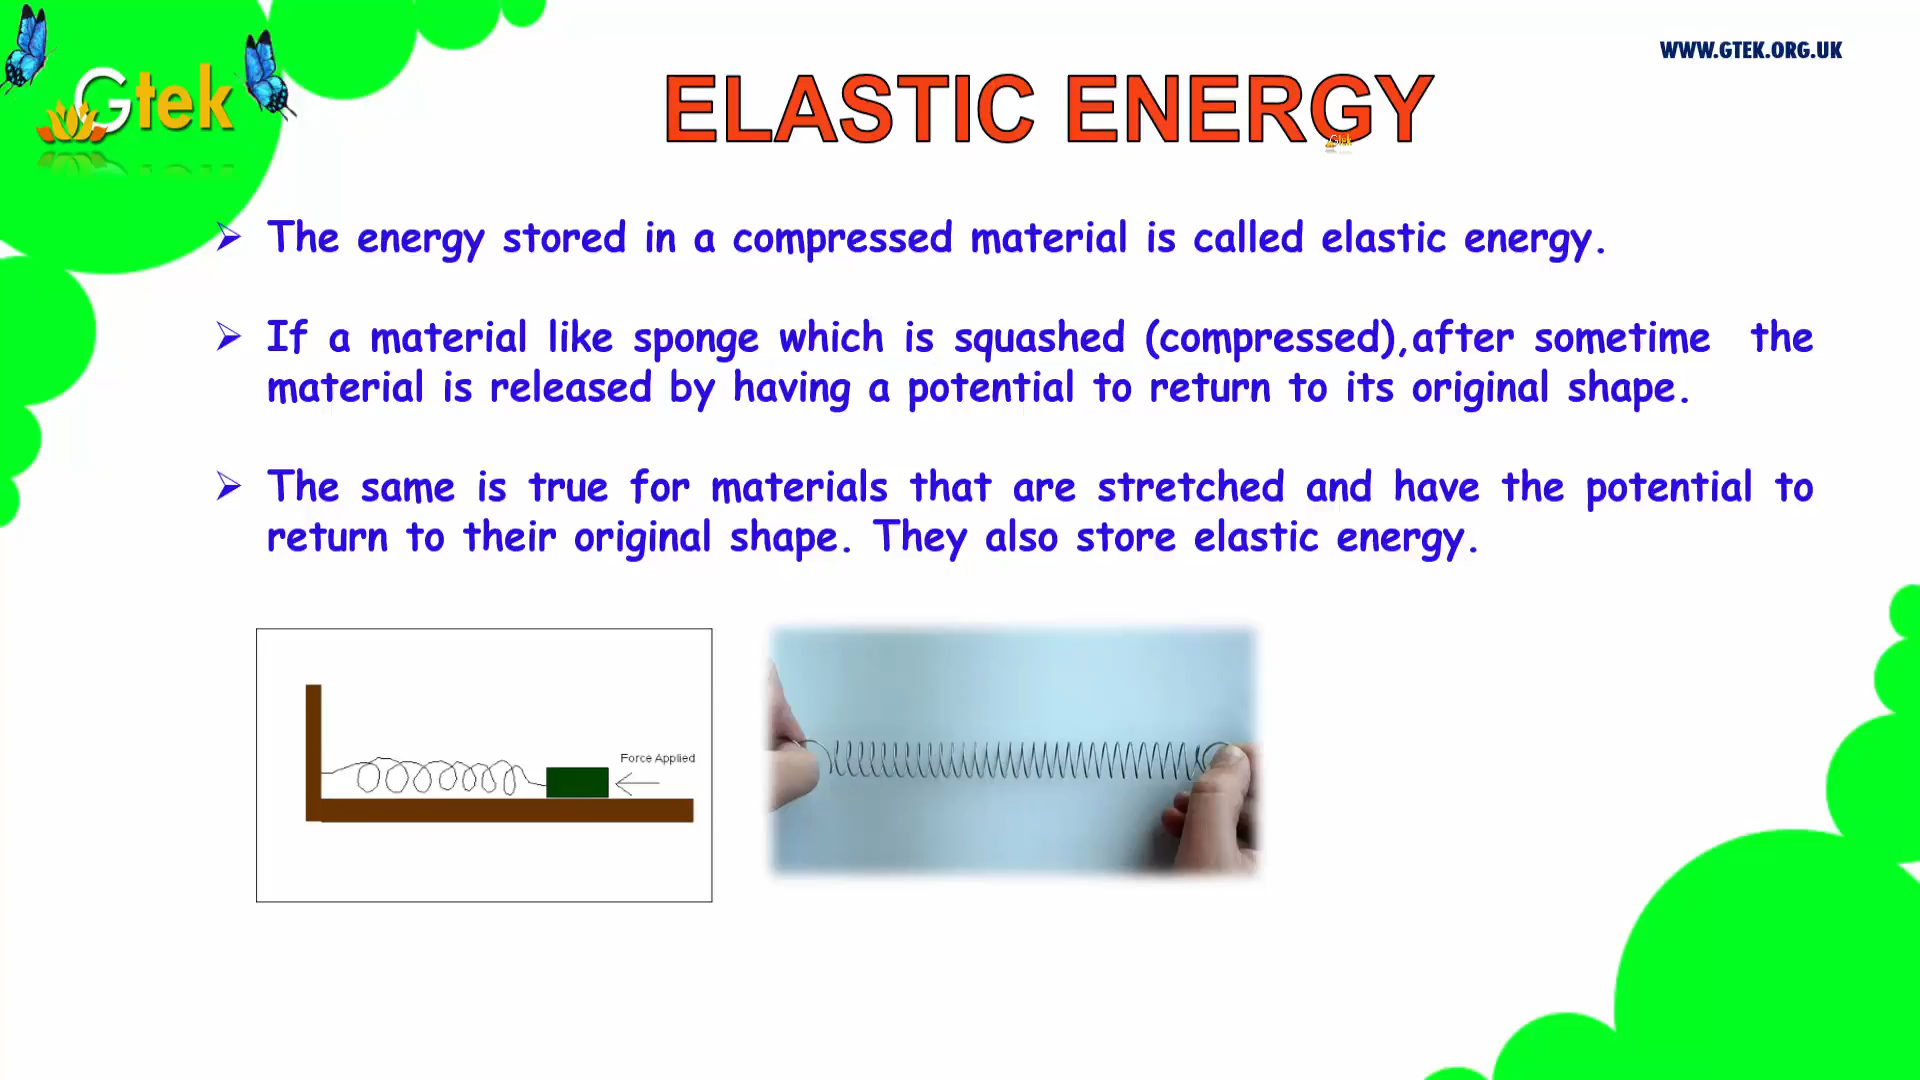 Gtek
WWW.GTEK.ORG.UK
ELASTIC ENERGY
Gtek
The energy stored in a compressed material is called elastic energy.
If a material like sponge which is squashed (compressed),after sometime the
material is released by having a potential to return to its original shape.
The same is true for materials that are stretched and have the potential to
return to their original shape. They also store elastic energy.
Force Applied